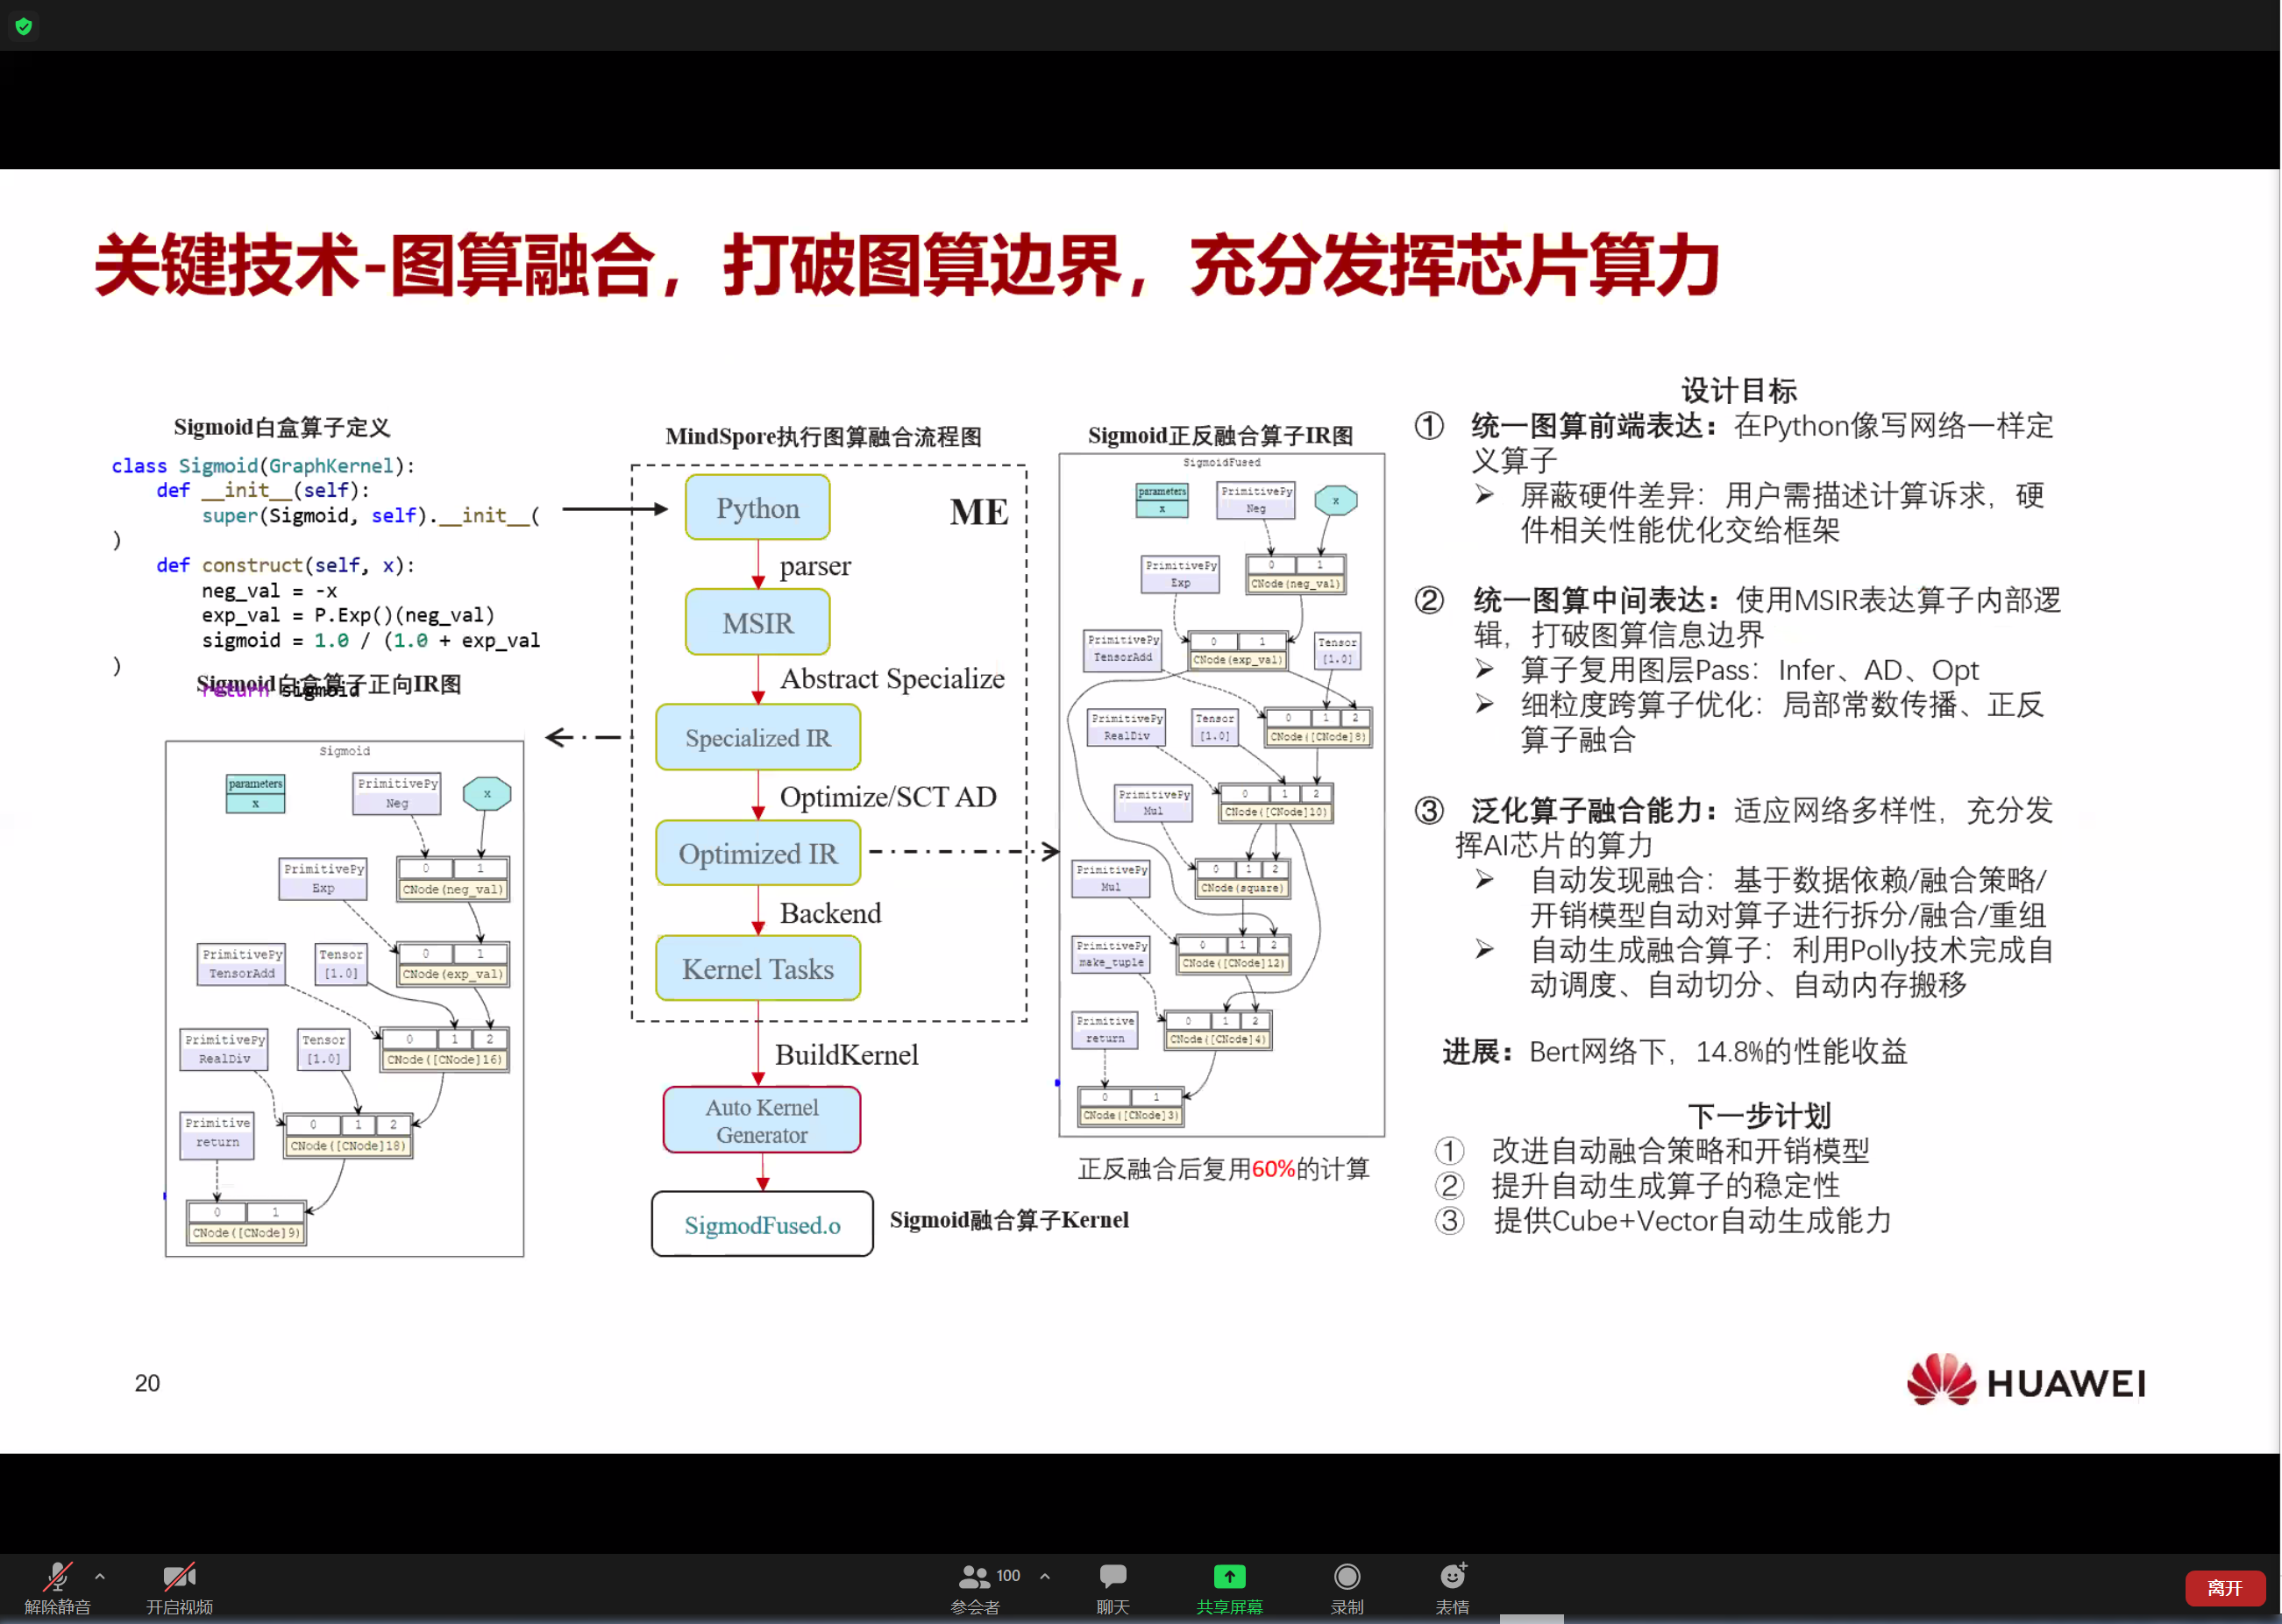 关键技术-图算融合，打破图算边界，充分发挥芯片算力
Sigmoid白盒算子定义
class Sigmoid(GraphKernel):
def __init__(self):
super(Sigmoid, self).__init__(
)
def construct(self, x):
neg_val = -x
exp_val = P.Exp()(neg_val)
sigmoid = 1.0 / (1.0 + exp_val
)
return sigmoid
Sigmoid白盒算子正向IR图
Sigmoid
parameters
x
PrimitivePy
Neg
x
PrimitivePy
Exp
0 1
CNode(neg_val)
PrimitivePy
TensorAdd
Tensor
[1.0]
0 1
CNode(exp_val)
PrimitivePy
RealDiv
Tensor
[1.0]
0 1 2
CNode([CNode]16)
Primitive
return
0 1 2
CNode([CNode]18)
0 1
CNode([CNode]9)
MindSpore执行图算融合流程图
ME
Python
parser
MSIR
Abstract Specialize
Specialized IR
Optimize/SCT AD
Optimized IR
Backend
Kernel Tasks
BuildKernel
Auto Kernel
Generator
SigmodFused.o
Sigmoid融合算子Kernel
Sigmoid正反融合算子IR图
SigmoidFused
parameters
x
PrimitivePy
Neg
x
PrimitivePy
Exp
0 1
CNode(neg_val)
PrimitivePy
TensorAdd
0 1
CNode(exp_val)
Tensor
[1.0]
PrimitivePy
RealDiv
Tensor
[1.0]
0 1 2
CNode([CNode]8)
PrimitivePy
Mul
0 1 2
CNode([CNode]10)
PrimitivePy
Mul
0 1 2
CNode(square)
PrimitivePy
make_tuple
0 1 2
CNode([CNode]12)
Primitive
return
0 1 2
CNode([CNode]4)
0 1
CNode([CNode]3)
正反融合后复用60%的计算
设计目标
① 统一图算前端表达：在Python像写网络一样定
义算子
➢ 屏蔽硬件差异：用户需描述计算诉求，硬
件相关性能优化交给框架
② 统一图算中间表达：使用MSIR表达算子内部逻
辑，打破图算信息边界
➢ 算子复用图层Pass：Infer、AD、Opt
➢ 细粒度跨算子优化：局部常数传播、正反
算子融合
③ 泛化算子融合能力：适应网络多样性，充分发
挥AI芯片的算力
➢ 自动发现融合：基于数据依赖/融合策略/
开销模型自动对算子进行拆分/融合/重组
➢ 自动生成融合算子：利用Polly技术完成自
动调度、自动切分、自动内存搬移
进展：Bert网络下，14.8%的性能收益
下一步计划
① 改进自动融合策略和开销模型
② 提升自动生成算子的稳定性
③ 提供Cube+Vector自动生成能力
20
HUAWEI
解除静音
开启视频
100
参会者
聊天
共享屏幕
录制
表情
离开